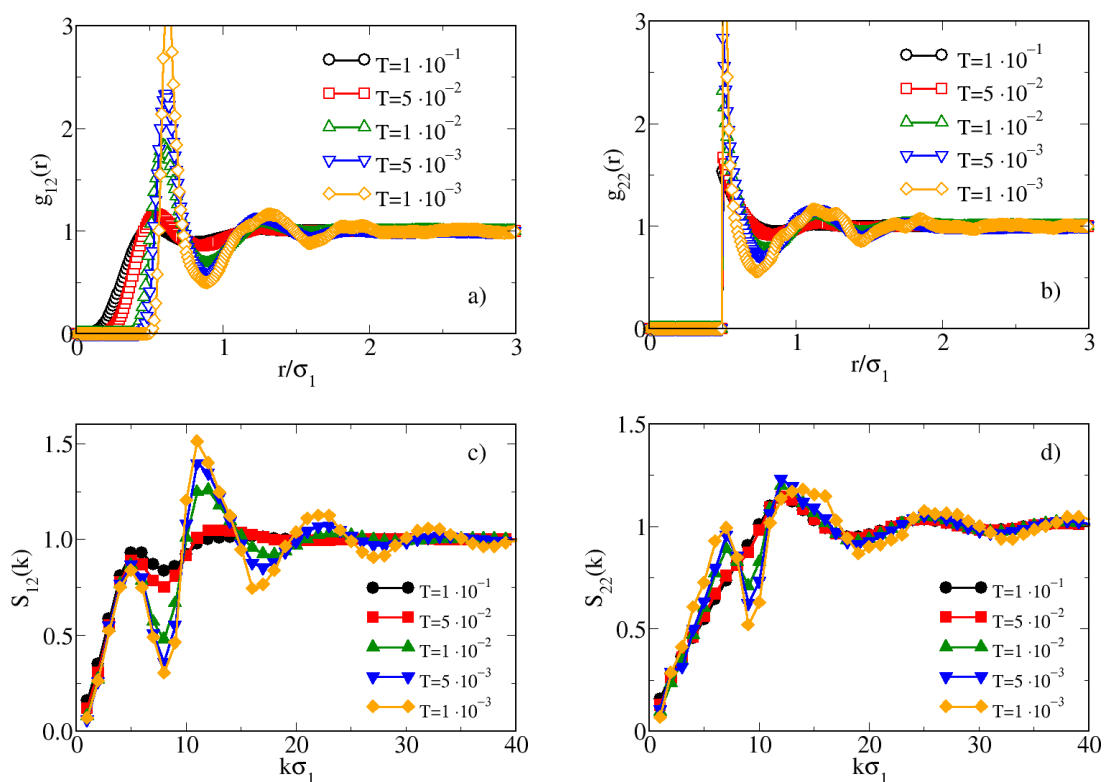 g₁₂(r)
3
2
1
0
T=1 ·10⁻¹
T=5 ·10⁻²
T=1 ·10⁻²
T=5 ·10⁻³
T=1 ·10⁻³
a)
0 1 2 3
r/σ₁
g₂₂(r)
3
2
1
0
T=1 ·10⁻¹
T=5 ·10⁻²
T=1 ·10⁻²
T=5 ·10⁻³
T=1 ·10⁻³
b)
0 1 2 3
r/σ₁
S₁₂(k)
1.5
1.0
0.5
0.0
c)
T=1 ·10⁻¹
T=5 ·10⁻²
T=1 ·10⁻²
T=5 ·10⁻³
T=1 ·10⁻³
0 10 20 30 40
kσ₁
S₂₂(k)
1.5
1
0.5
0
d)
T=1 ·10⁻¹
T=5 ·10⁻²
T=1 ·10⁻²
T=5 ·10⁻³
T=1 ·10⁻³
0 10 20 30 40
kσ₁